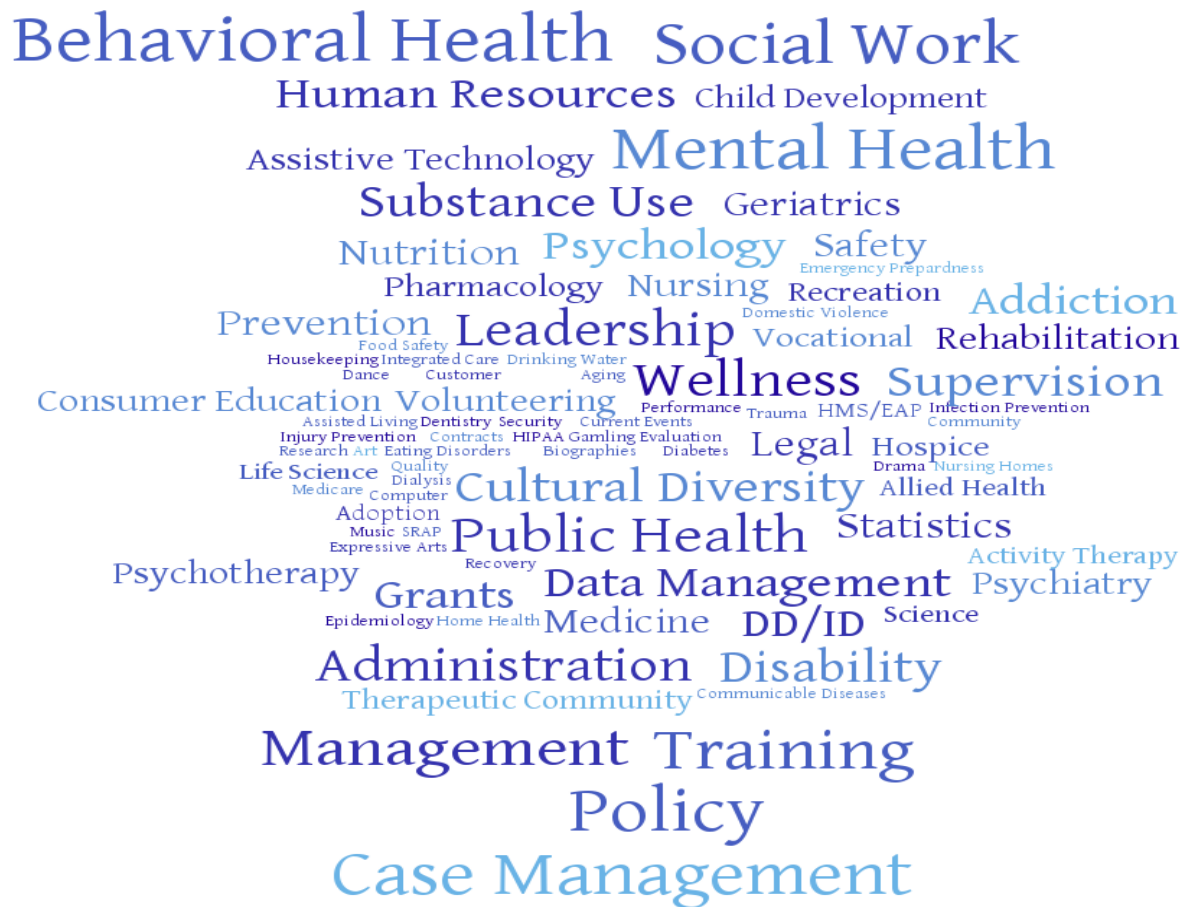 Behavioral Health Social Work
Human Resources Child Development
Assistive Technology Mental Health
Substance Use Geriatrics
Nutrition Psychology Safety
Emergency Prepardness
Pharmacology Nursing Recreation Addiction
Domestic Violence
Prevention Leadership Vocational Rehabilitation
Food Safety
Housekeeping Integrated Care Drinking Water
Dance Customer Aging Wellness Supervision
Consumer Education Volunteering Performance Trauma HMS/EAP Infection Prevention
Assisted Living Dentistry Security Current Events Community
Injury Prevention Contracts HIPAA Gamling Evaluation Legal Hospice
Research Art Eating Disorders Biographies Diabetes
Life Science Quality Drama Nursing Homes
Dialysis
Medicare Computer Cultural Diversity Allied Health
Adoption
Music SRAP Public Health Statistics
Expressive Arts
Recovery Activity Therapy
Psychotherapy Grants Data Management Psychiatry
Epidemiology Home Health Medicine DD/ID Science
Administration Disability
Therapeutic Community Communicable Diseases
Management Training
Policy
Case Management